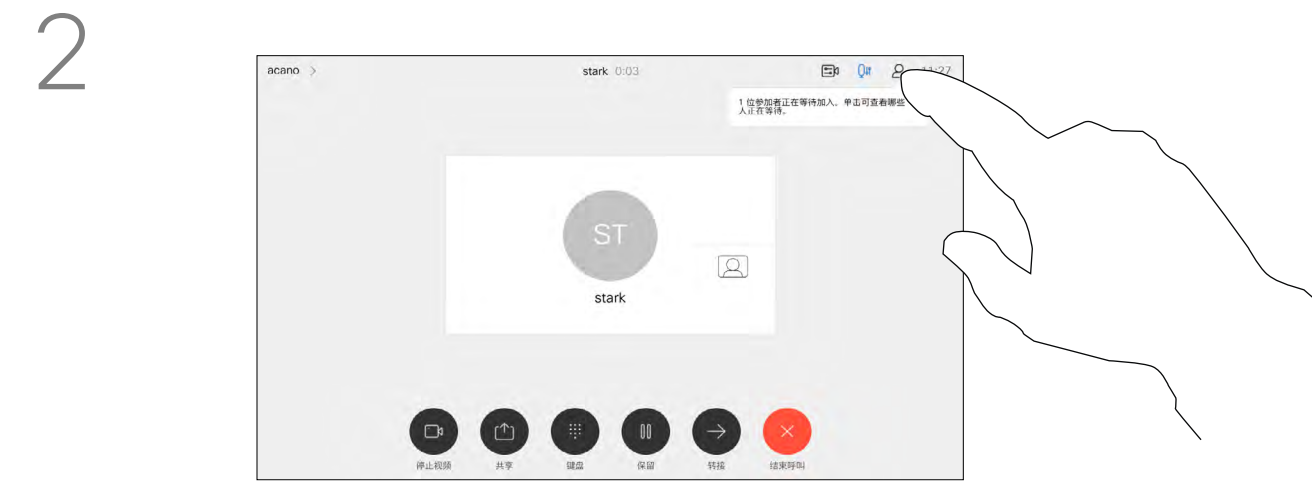 2
acano >
stark 0:03
11:27
1 位参加者正在等待加入。单击可查看哪些
人正在等待。
ST
stark
停止视频
共享
键盘
保留
转接
结束呼叫